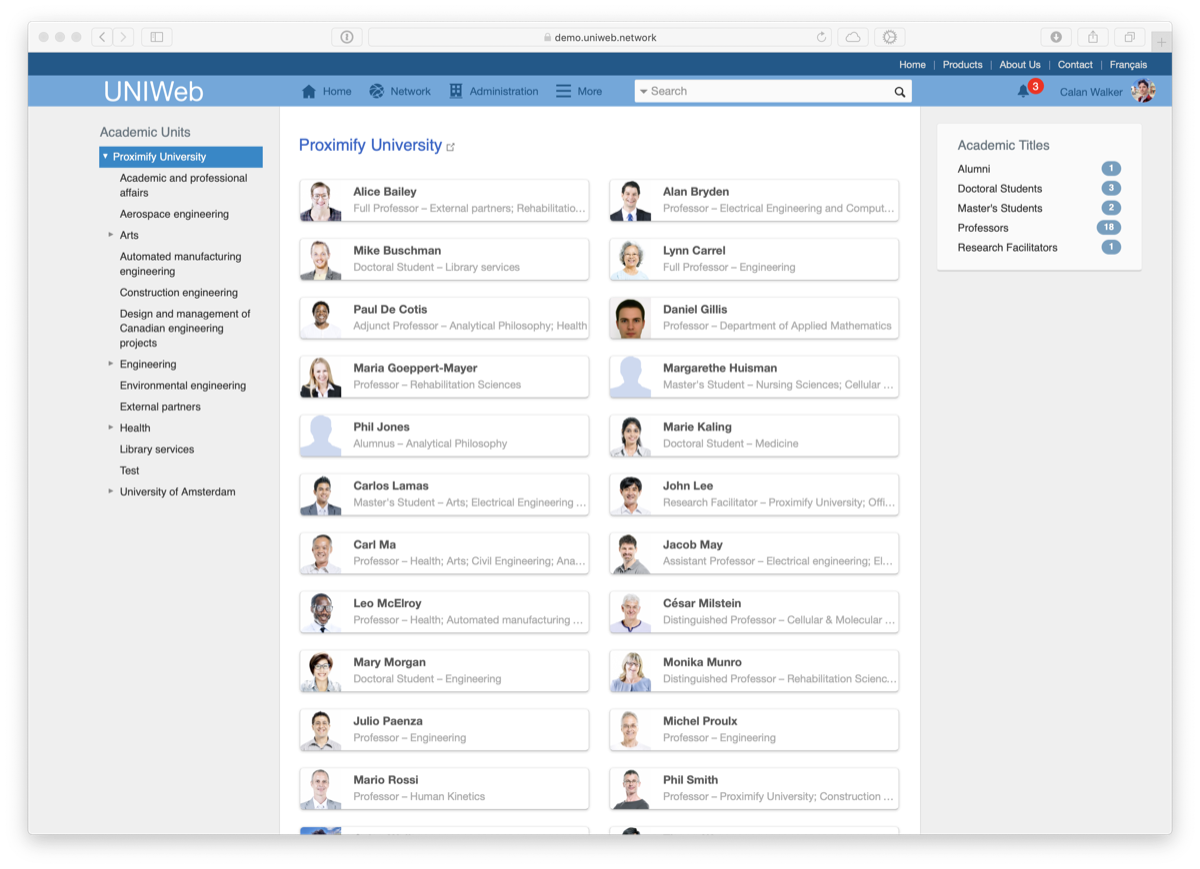 demo.uniweb.network
Home | Products | About Us | Contact | Français
UNIWeb
Home
Network
Administration
More
Search
3
Calan Walker
Academic Units
Proximify University
Academic and professional
affairs
Aerospace engineering
Arts
Automated manufacturing
engineering
Construction engineering
Design and management of
Canadian engineering
projects
Engineering
Environmental engineering
External partners
Health
Library services
Test
University of Amsterdam
Proximify University
Alice Bailey
Full Professor – External partners; Rehabilitatio...
Alan Bryden
Professor – Electrical Engineering and Comput...
Mike Buschman
Doctoral Student – Library services
Lynn Carrel
Full Professor – Engineering
Paul De Cotis
Adjunct Professor – Analytical Philosophy; Health
Daniel Gillis
Professor – Department of Applied Mathematics
Maria Goeppert-Mayer
Professor – Rehabilitation Sciences
Margarethe Huisman
Master's Student – Nursing Sciences; Cellular ...
Phil Jones
Alumnus – Analytical Philosophy
Marie Kaling
Doctoral Student – Medicine
Carlos Lamas
Master's Student – Arts; Electrical Engineering ...
John Lee
Research Facilitator – Proximify University; Offi...
Carl Ma
Professor – Health; Arts; Civil Engineering; Ana...
Jacob May
Assistant Professor – Electrical engineering; El...
Leo McElroy
Professor – Health; Automated manufacturing ...
César Milstein
Distinguished Professor – Cellular & Molecular ...
Mary Morgan
Doctoral Student – Engineering
Monika Munro
Distinguished Professor – Rehabilitation Scienc...
Julio Paenza
Professor – Engineering
Michel Proulx
Professor – Engineering
Mario Rossi
Professor – Human Kinetics
Phil Smith
Professor – Proximify University; Construction ...
Academic Titles
Alumni 1
Doctoral Students 3
Master's Students 2
Professors 18
Research Facilitators 1